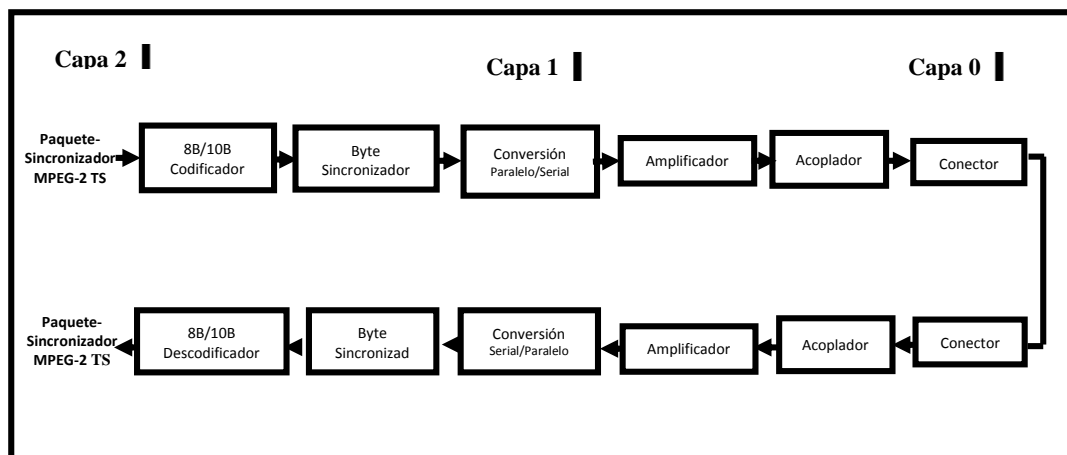 Capa 2
Capa 1
Capa 0
Paquete-
Sincronizador
MPEG-2 TS
8B/10B
Codificador
Byte
Sincronizador
Conversión
Paralelo/Serial
Amplificador
Acoplador
Conector
Paquete-
Sincronizador
MPEG-2 TS
8B/10B
Descodificador
Byte
Sincronizad
Conversión
Serial/Paralelo
Amplificador
Acoplador
Conector